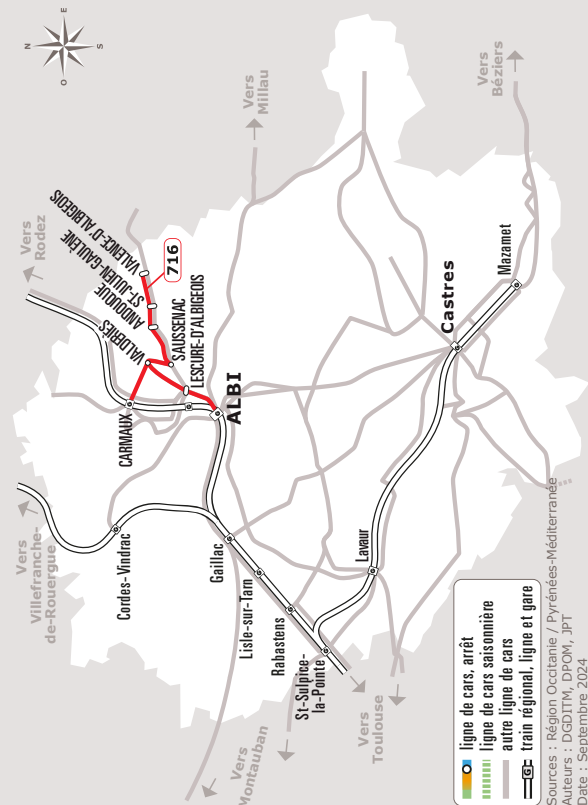 N
E
S
O
Vers
Rodez
Vers
Millau
Vers
Béziers
Vers
Villefranche-
de-Rouergue
Vers
Montauban
Vers
Toulouse
VALDERIÈS
ANDOUQUE
ST-JULIEN-GAULÈNE
VALENCE-D'ALBIGEOIS
716
SAUSSENAC
LESCURE-D'ALBIGEOIS
CARMAUX
ALBI
Cordes-Vindrac
Gaillac
Lisle-sur-Tarn
Rabastens
St-Sulpice-
la-Pointe
Lavaur
Castres
Mazamet
ligne de cars, arrêt
ligne de cars saisonnière
autre ligne de cars
G train régional, ligne et gare
Sources : Région Occitanie / Pyrénées-Méditerranée
Auteurs : DGDITM, DPOM, JPT
Date : Septembre 2024